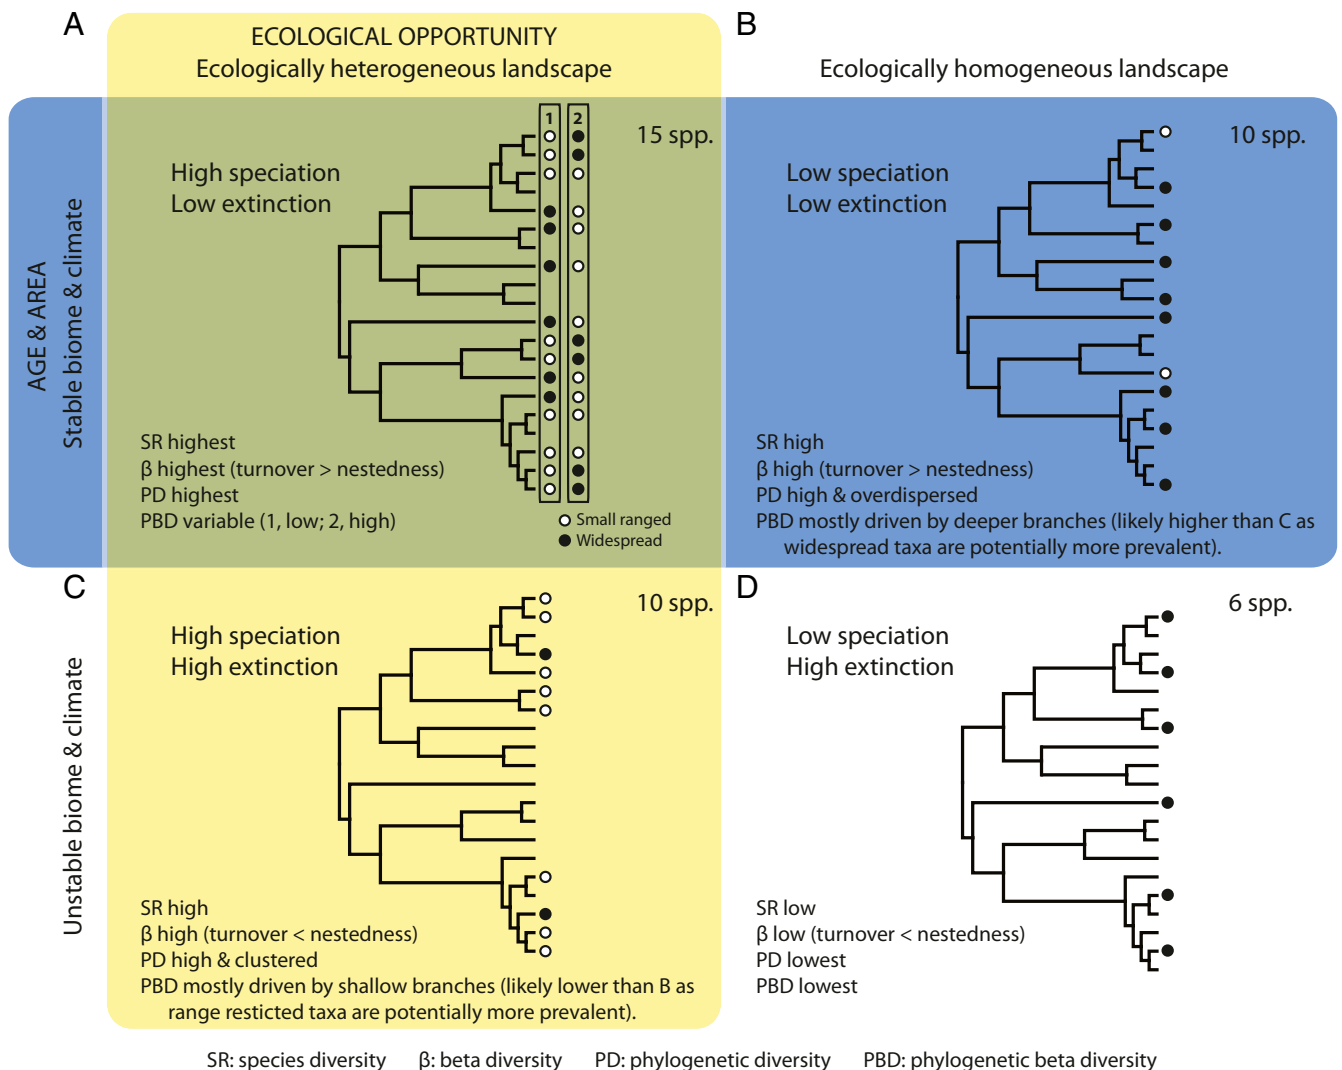 A
ECOLOGICAL OPPORTUNITY
Ecologically heterogeneous landscape
B
Ecologically homogeneous landscape
AGE & AREA
Stable biome & climate
1 2
15 spp.
High speciation
Low extinction
SR highest
β highest (turnover > nestedness)
PD highest
PBD variable (1, low; 2, high)
Small ranged
Widespread
10 spp.
Low speciation
Low extinction
SR high
β high (turnover > nestedness)
PD high & overdispersed
PBD mostly driven by deeper branches (likely higher than C as
widespread taxa are potentially more prevalent).
Unstable biome & climate
C
10 spp.
High speciation
High extinction
SR high
β high (turnover < nestedness)
PD high & clustered
PBD mostly driven by shallow branches (likely lower than B as
range resticted taxa are potentially more prevalent).
D
6 spp.
Low speciation
High extinction
SR low
β low (turnover < nestedness)
PD lowest
PBD lowest
SR: species diversity β: beta diversity PD: phylogenetic diversity PBD: phylogenetic beta diversity